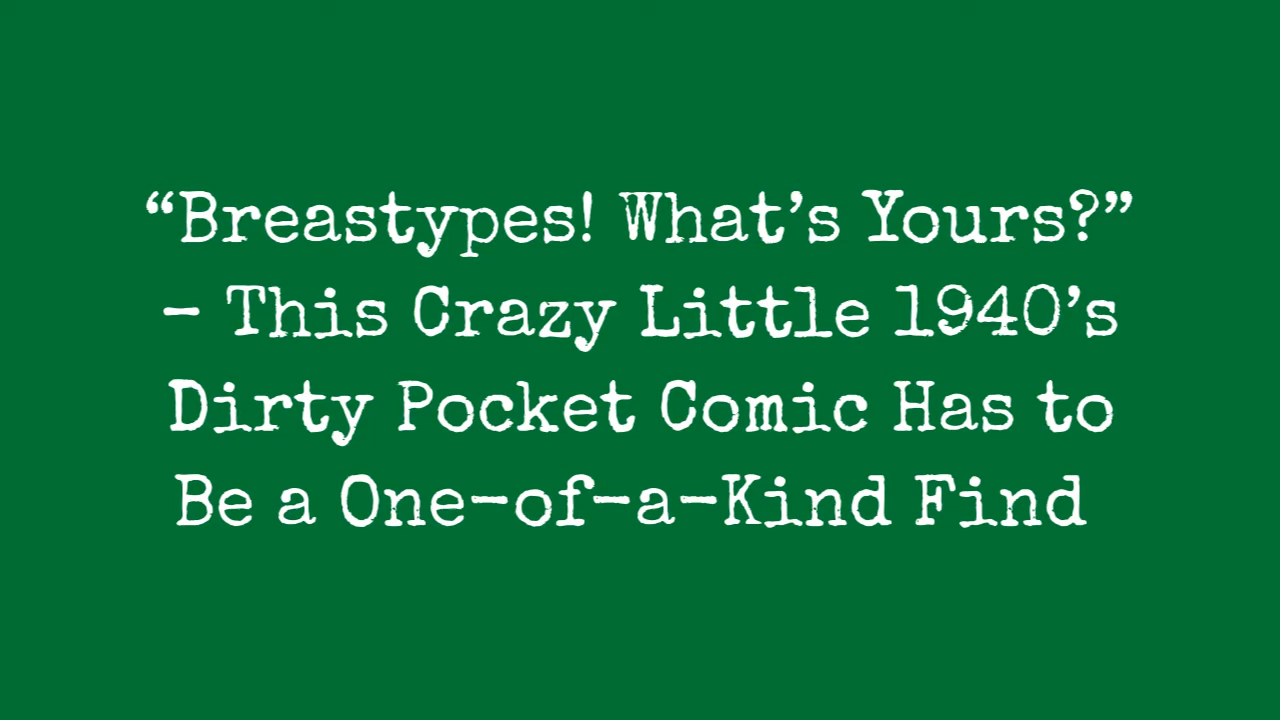 “Breastypes! What’s Yours?”
– This Crazy Little 1940’s
Dirty Pocket Comic Has to
Be a One-of-a-Kind Find